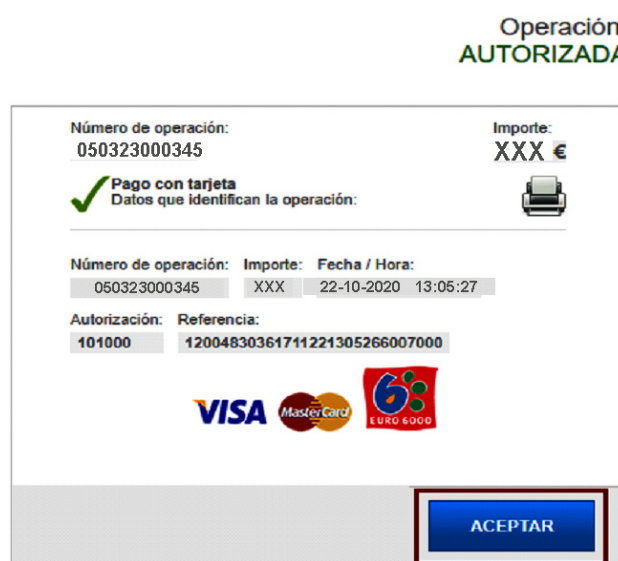 Operación
AUTORIZADA
Número de operación: Importe:
050323000345 XXX €
Pago con tarjeta
Datos que identifican la operación:
Número de operación: Importe: Fecha / Hora:
050323000345 XXX 22-10-2020 13:05:27
Autorización: Referencia:
101000 120048303617112213052660070000
VISA MasterCard 6 EURO 6000
ACEPTAR